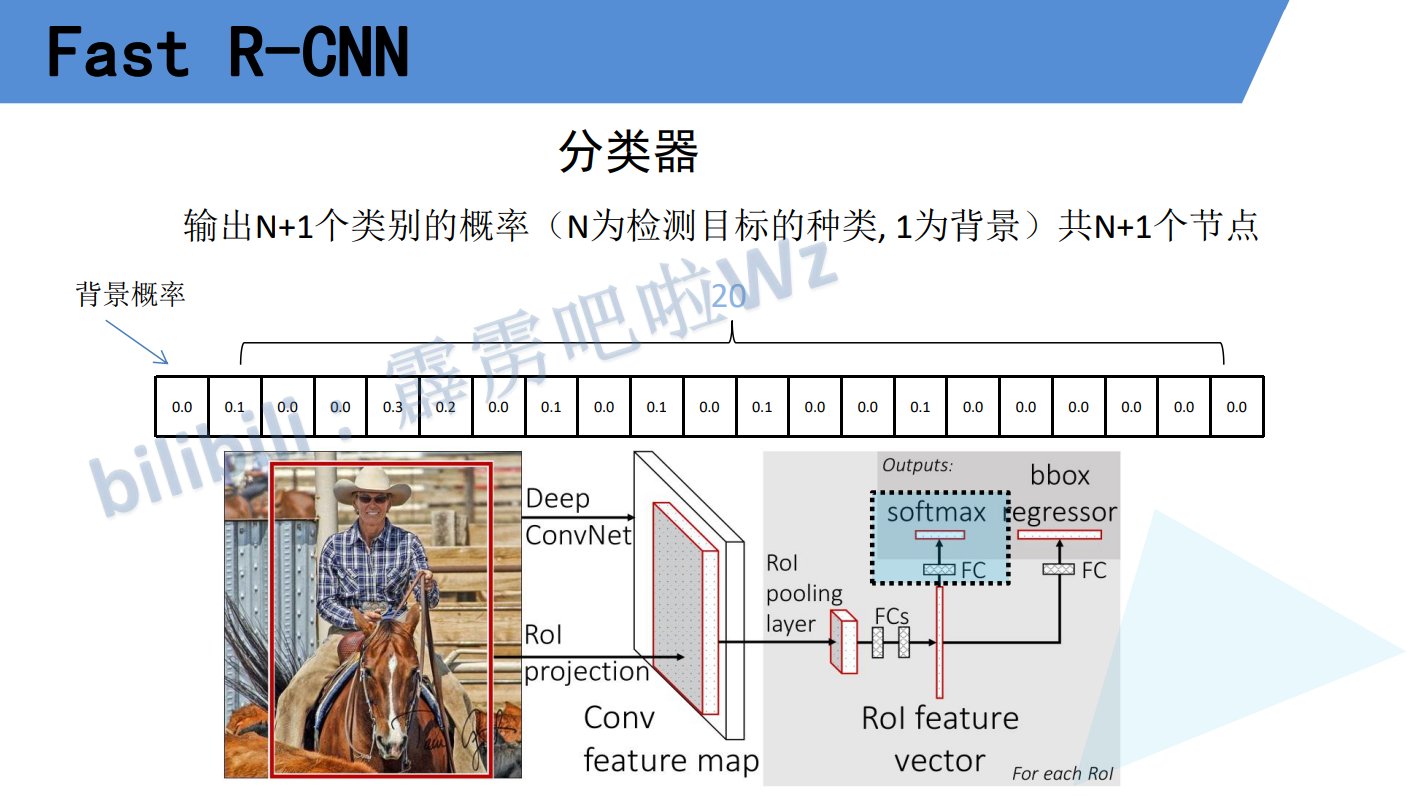 Fast R-CNN
分类器
输出N+1个类别的概率（N为检测目标的种类, 1为背景）共N+1个节点
背景概率
20
0.0 0.1 0.0 0.0 0.3 0.2 0.0 0.1 0.0 0.1 0.0 0.1 0.0 0.0 0.1 0.0 0.0 0.0 0.0 0.0 0.0
bilibili：霹雳吧啦Wz
Deep
ConvNet
RoI
projection
Conv
feature map
RoI
pooling
layer
FCs
Outputs:
softmax
FC
bbox
regressor
FC
RoI feature
vector
For each RoI